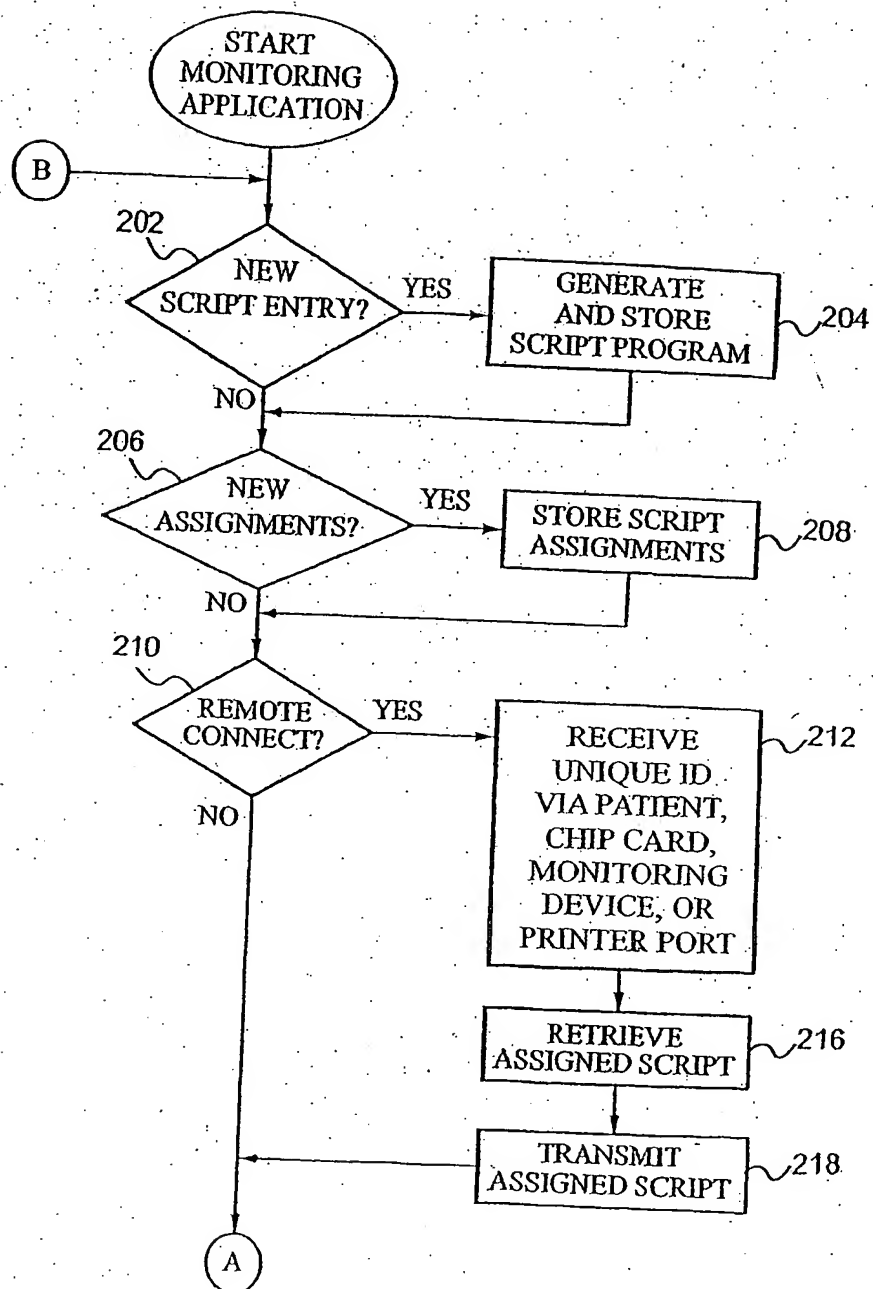 START
MONITORING
APPLICATION
B
202
NEW
SCRIPT ENTRY?
YES
GENERATE
AND STORE
SCRIPT PROGRAM
204
NO
206
NEW
ASSIGNMENTS?
YES
STORE SCRIPT
ASSIGNMENTS
208
NO
210
REMOTE
CONNECT?
YES
RECEIVE
UNIQUE ID
VIA PATIENT,
CHIP CARD,
MONITORING
DEVICE, OR
PRINTER PORT
212
NO
RETRIEVE
ASSIGNED SCRIPT
216
TRANSMIT
ASSIGNED SCRIPT
218
A